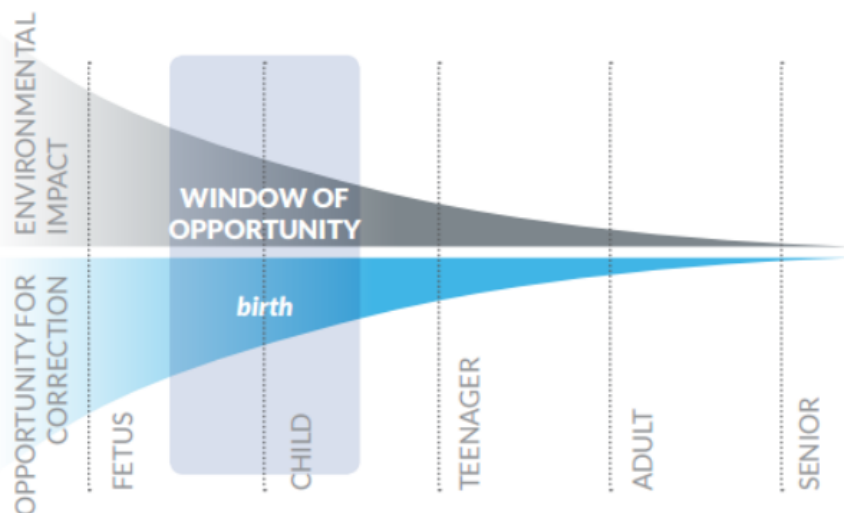 ENVIRONMENTAL
IMPACT
WINDOW OF
OPPORTUNITY
birth
OPPORTUNITY FOR
CORRECTION
FETUS
CHILD
TEENAGER
ADULT
SENIOR